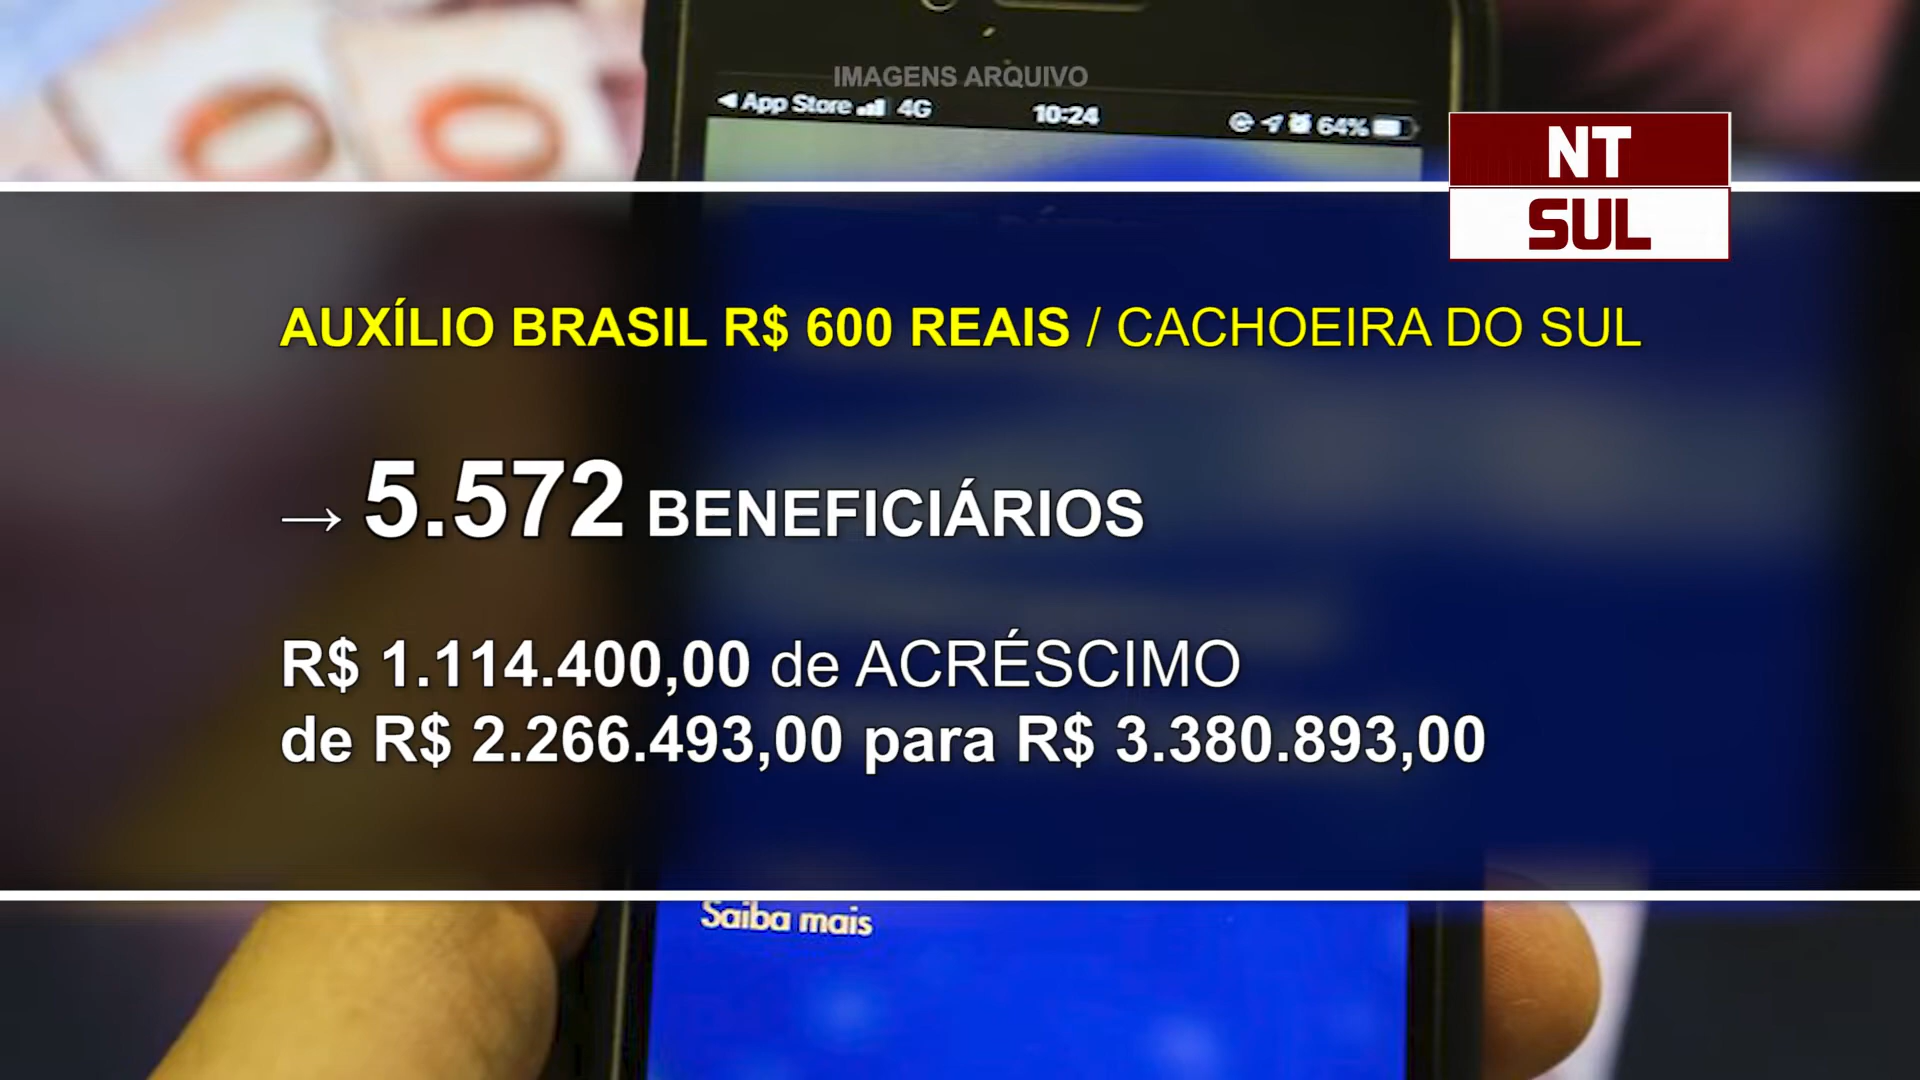 IMAGENS ARQUIVO
App Store 4G 10:24 64%
NT
SUL
AUXÍLIO BRASIL R$ 600 REAIS / CACHOEIRA DO SUL
→ 5.572 BENEFICIÁRIOS
R$ 1.114.400,00 de ACRÉSCIMO
de R$ 2.266.493,00 para R$ 3.380.893,00
Saiba mais